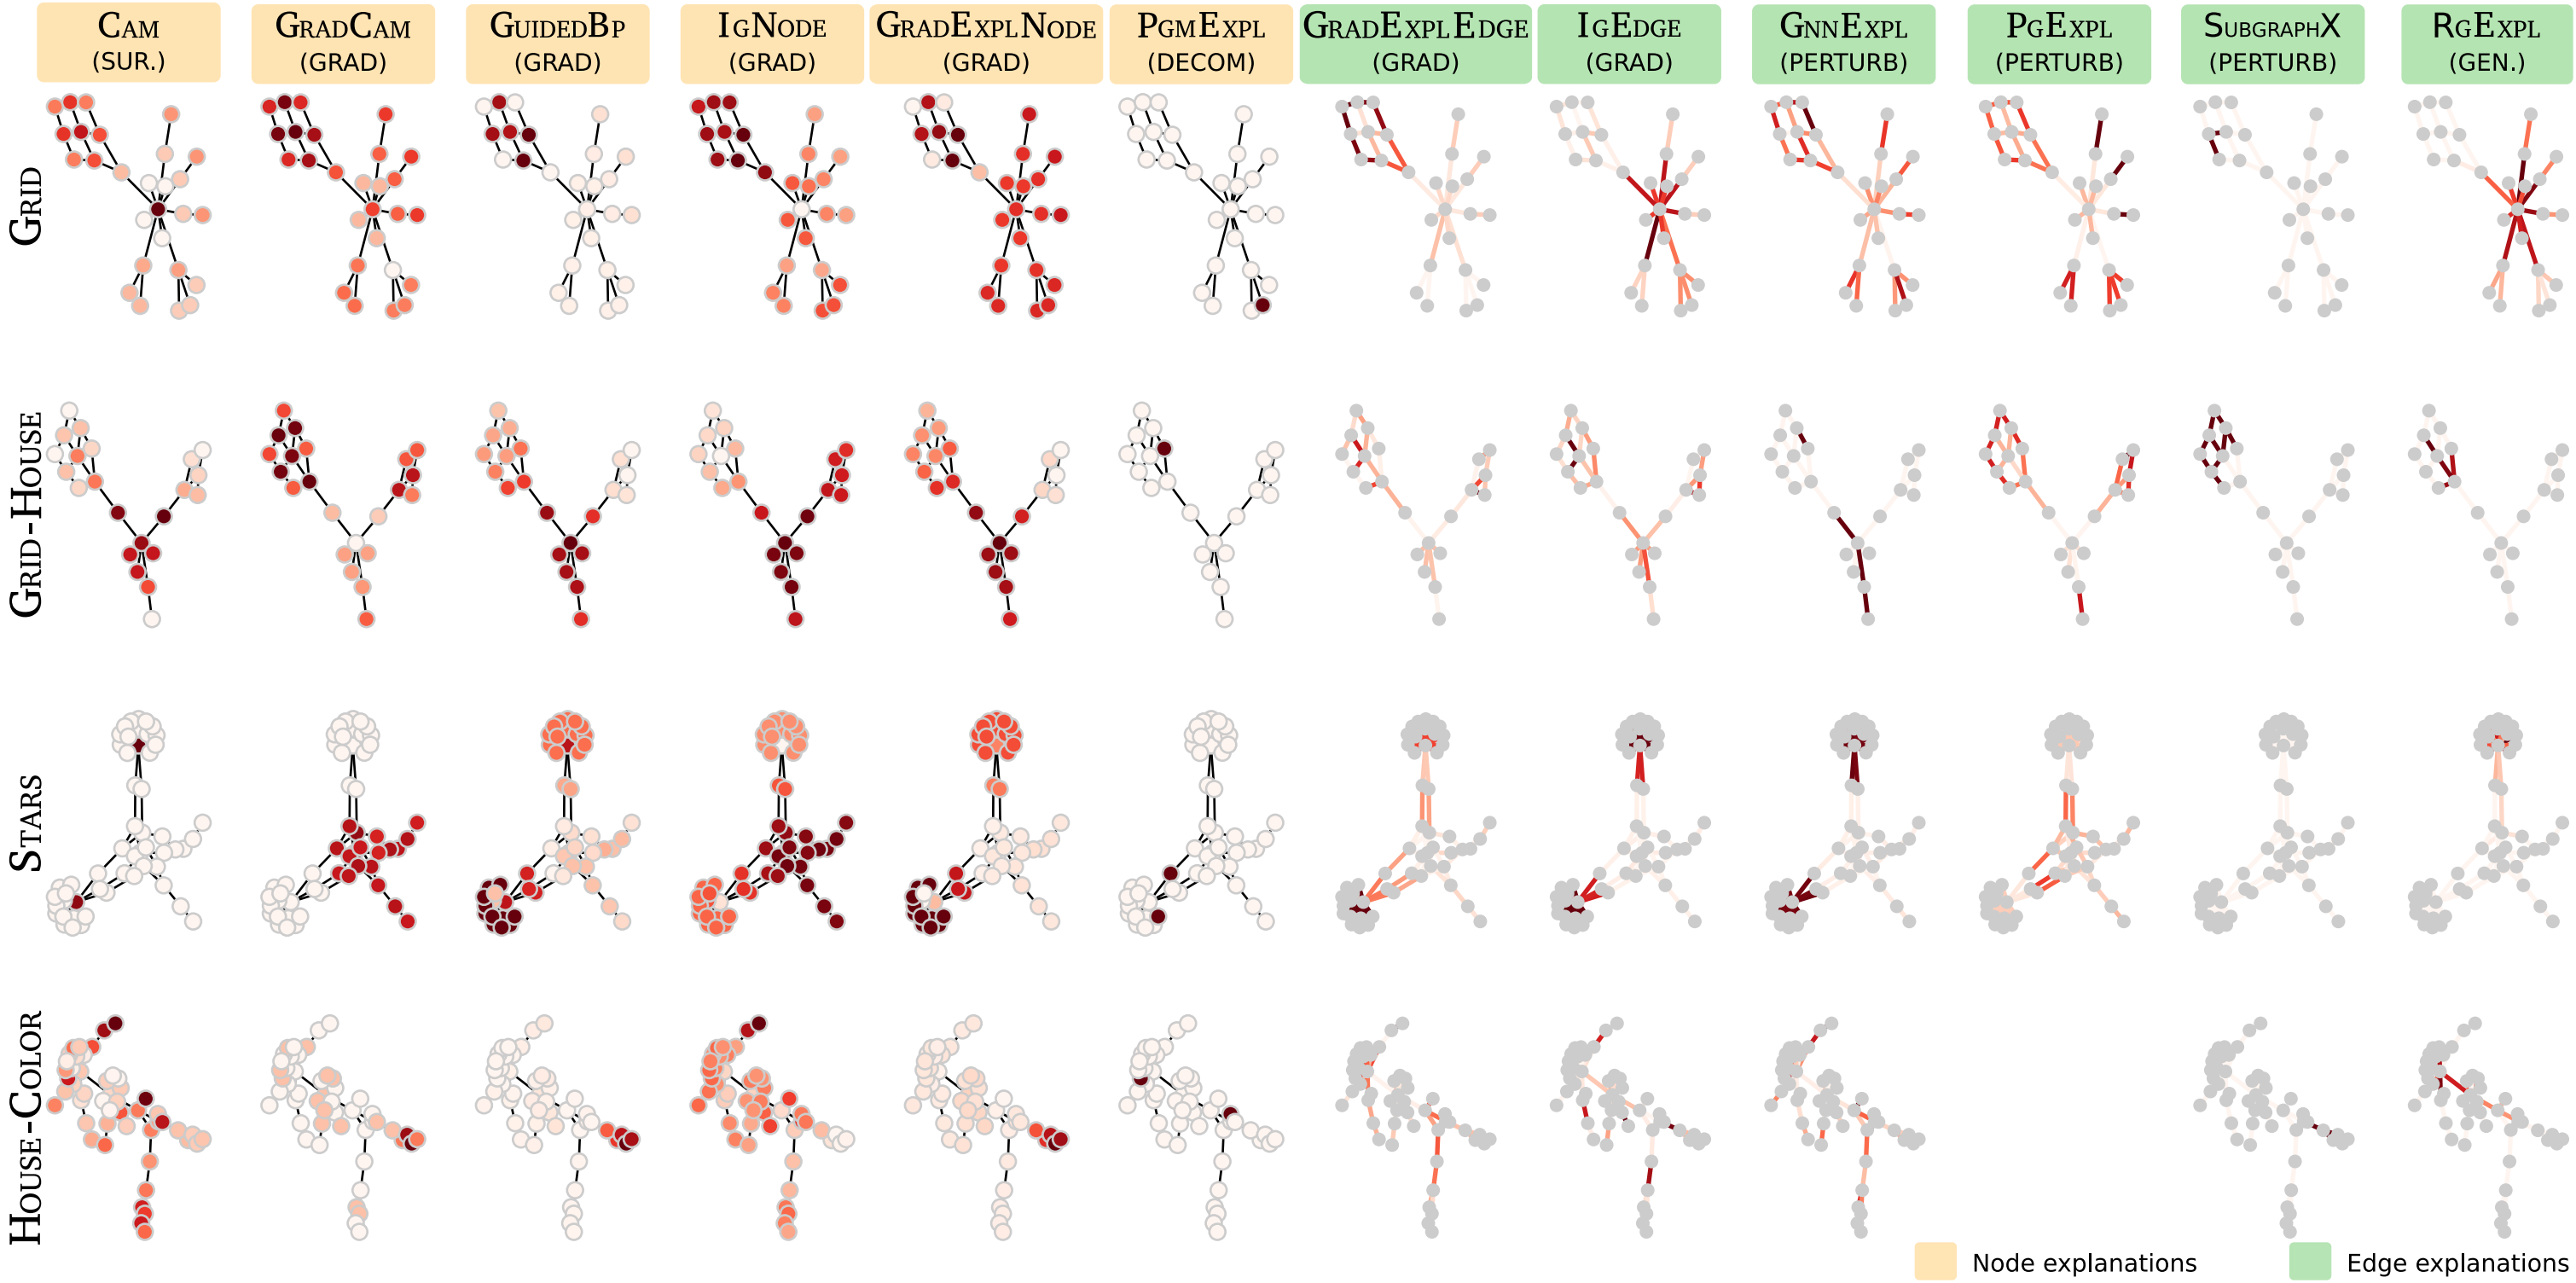 CAM GRADCAM GUIDEDBP IGNODE GRADEXPLNODE PGMEXPL GRADEXPLEDGE IGEDGE GNNEXPL PGEXPL SUBGRAPHX RGEXPL
(SUR.) (GRAD) (GRAD) (GRAD) (GRAD) (DECOM) (GRAD) (GRAD) (PERTURB) (PERTURB) (PERTURB) (GEN.)
GRID
GRID-HOUSE
STARS
HOUSE-COLOR
Node explanations
Edge explanations